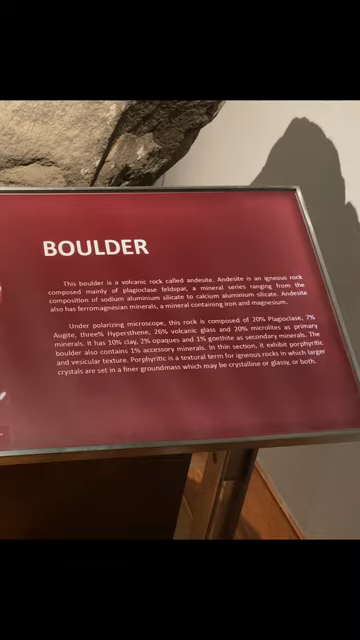 BOULDER
This boulder is a volcanic rock called andesite. Andesite is an igneous rock
composed mainly of plagioclase feldspar, a mineral series ranging from the
composition of sodium aluminium silicate to calcium aluminium silicate. Andesite
also has ferromagnesian minerals, a mineral containing iron and magnesium.
Under polarizing microscope, this rock is composed of 20% Plagioclase, 7%
Augite, three% Hypersthene, 26% volcanic glass and 20% microlites as primary
minerals. It has 10% clay, 2% opaques and 1% goethite as secondary minerals. The
boulder also contains 1% accessory minerals. In thin section, it exhibit porphyritic
and vesicular texture. Porphyritic is a textural term for igneous rocks in which larger
crystals are set in a finer groundmass which may be crystalline or glassy, or both.